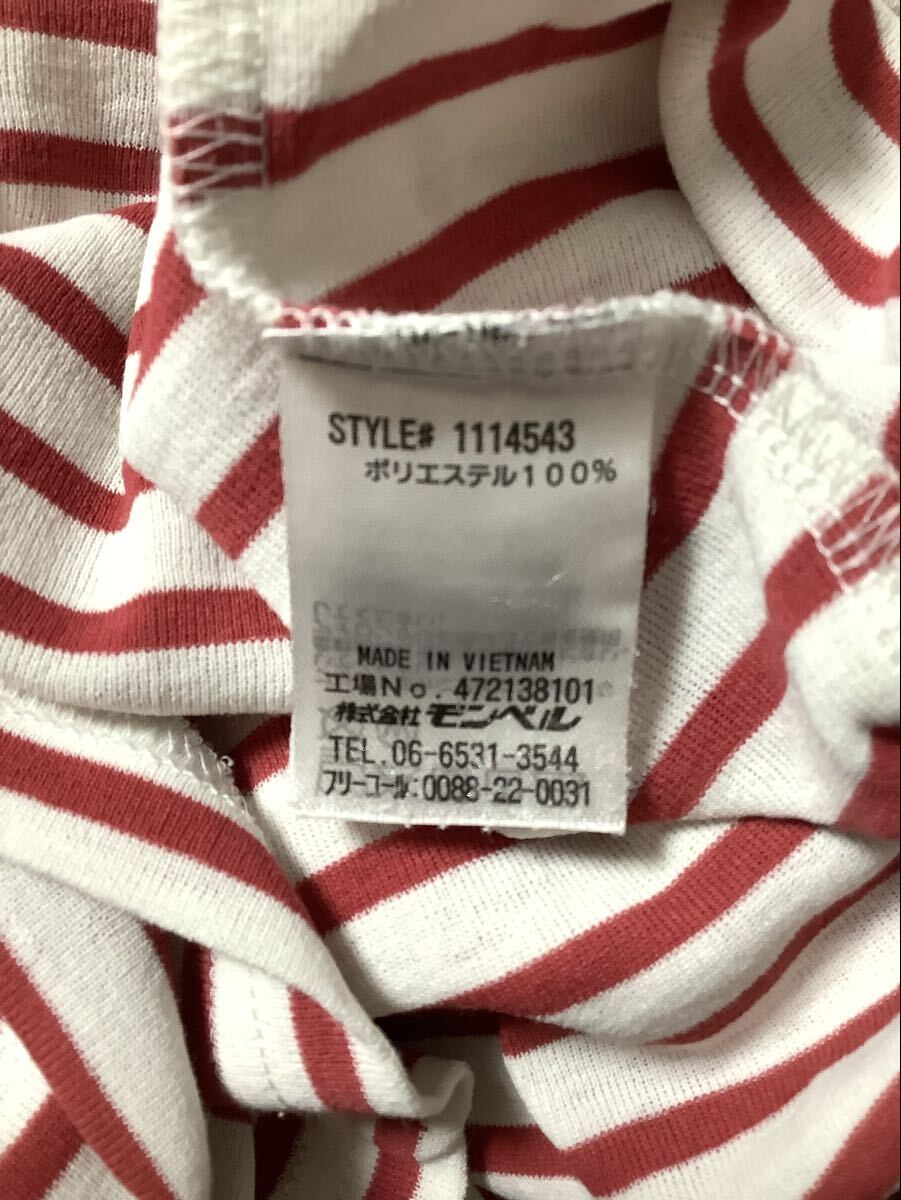 STYLE# 1114543
ポリエステル100%
MADE IN VIETNAM
工場No. 472138101
株式会社 モンベル
TEL. 06-6531-3544
フリーコール:0088-22-0031